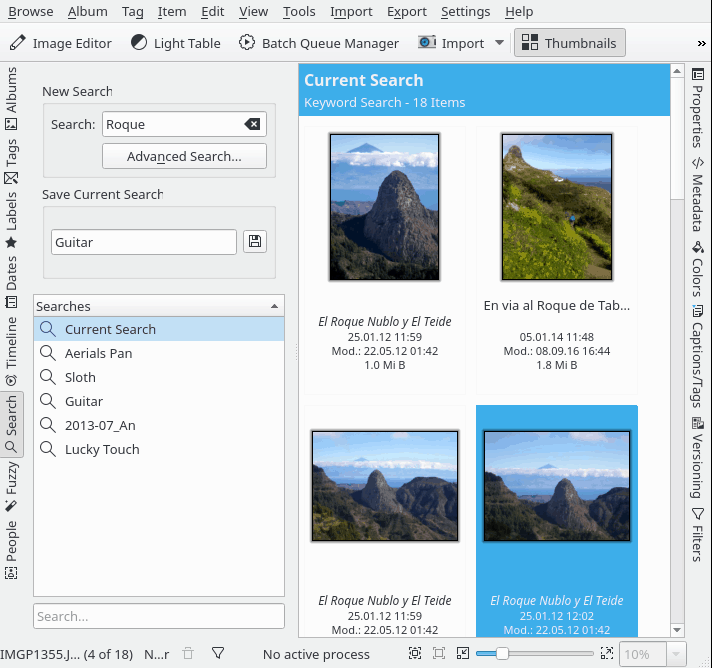 Browse Album Tag Item Edit View Tools Import Export Settings Help
Image Editor Light Table Batch Queue Manager Import Thumbnails »
Albums
Tags
Labels
Dates
Timeline
Search
Fuzzy
People
New Search
Search: Roque
Advanced Search...
Save Current Search
Guitar
Searches
Current Search
Aerials Pan
Sloth
Guitar
2013-07_An
Lucky Touch
Search...
Current Search
Keyword Search - 18 Items
El Roque Nublo y El Teide
25.01.12 11:59
Mod.: 22.05.12 01:42
1.0 Mi B
En via al Roque de Tab...
05.01.14 11:48
Mod.: 08.09.16 16:44
1.8 Mi B
El Roque Nublo y El Teide
25.01.12 11:59
Mod.: 22.05.12 01:42
El Roque Nublo y El Teide
25.01.12 12:02
Mod.: 22.05.12 01:42
Properties
Metadata
Colors
Captions/Tags
Versioning
Filters
IMGP1355.J... (4 of 18) N...r No active process 10%